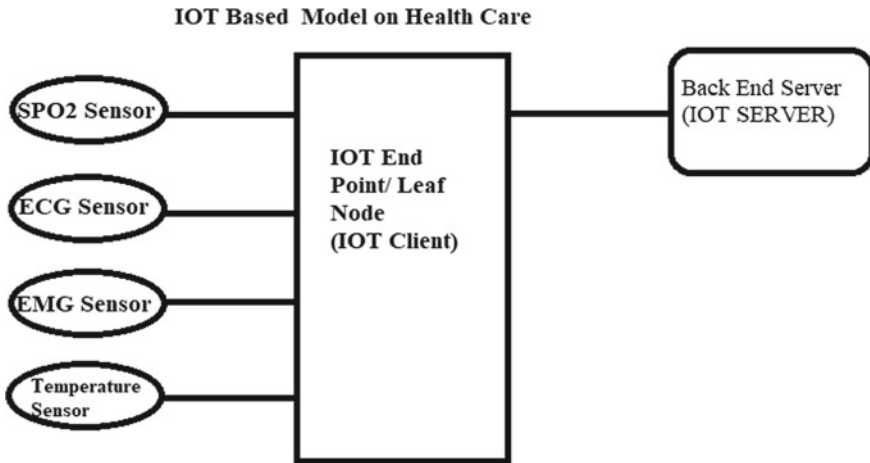 IOT Based Model on Health Care
SPO2 Sensor
ECG Sensor
EMG Sensor
Temperature
Sensor
IOT End
Point/ Leaf
Node
(IOT Client)
Back End Server
(IOT SERVER)